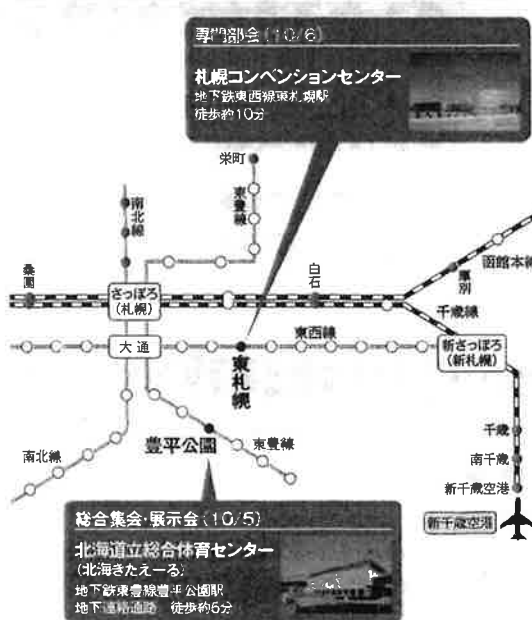 専門部会(10/6)
札幌コンベンションセンター
地下鉄東西線東札幌駅
徒歩約10分
栄町
東豊線
南北線
桑園
さっぽろ
(札幌)
白石
厚別
函館本線
千歳線
大通
東西線
東札幌
新さっぽろ
(新札幌)
豊平公園
東豊線
南北線
千歳
南千歳
新千歳空港
新千歳空港
総合集会・展示会(10/5)
北海道立総合体育センター
(北海きたえーる)
地下鉄東豊線豊平公園駅
地下連絡通路 徒歩約6分